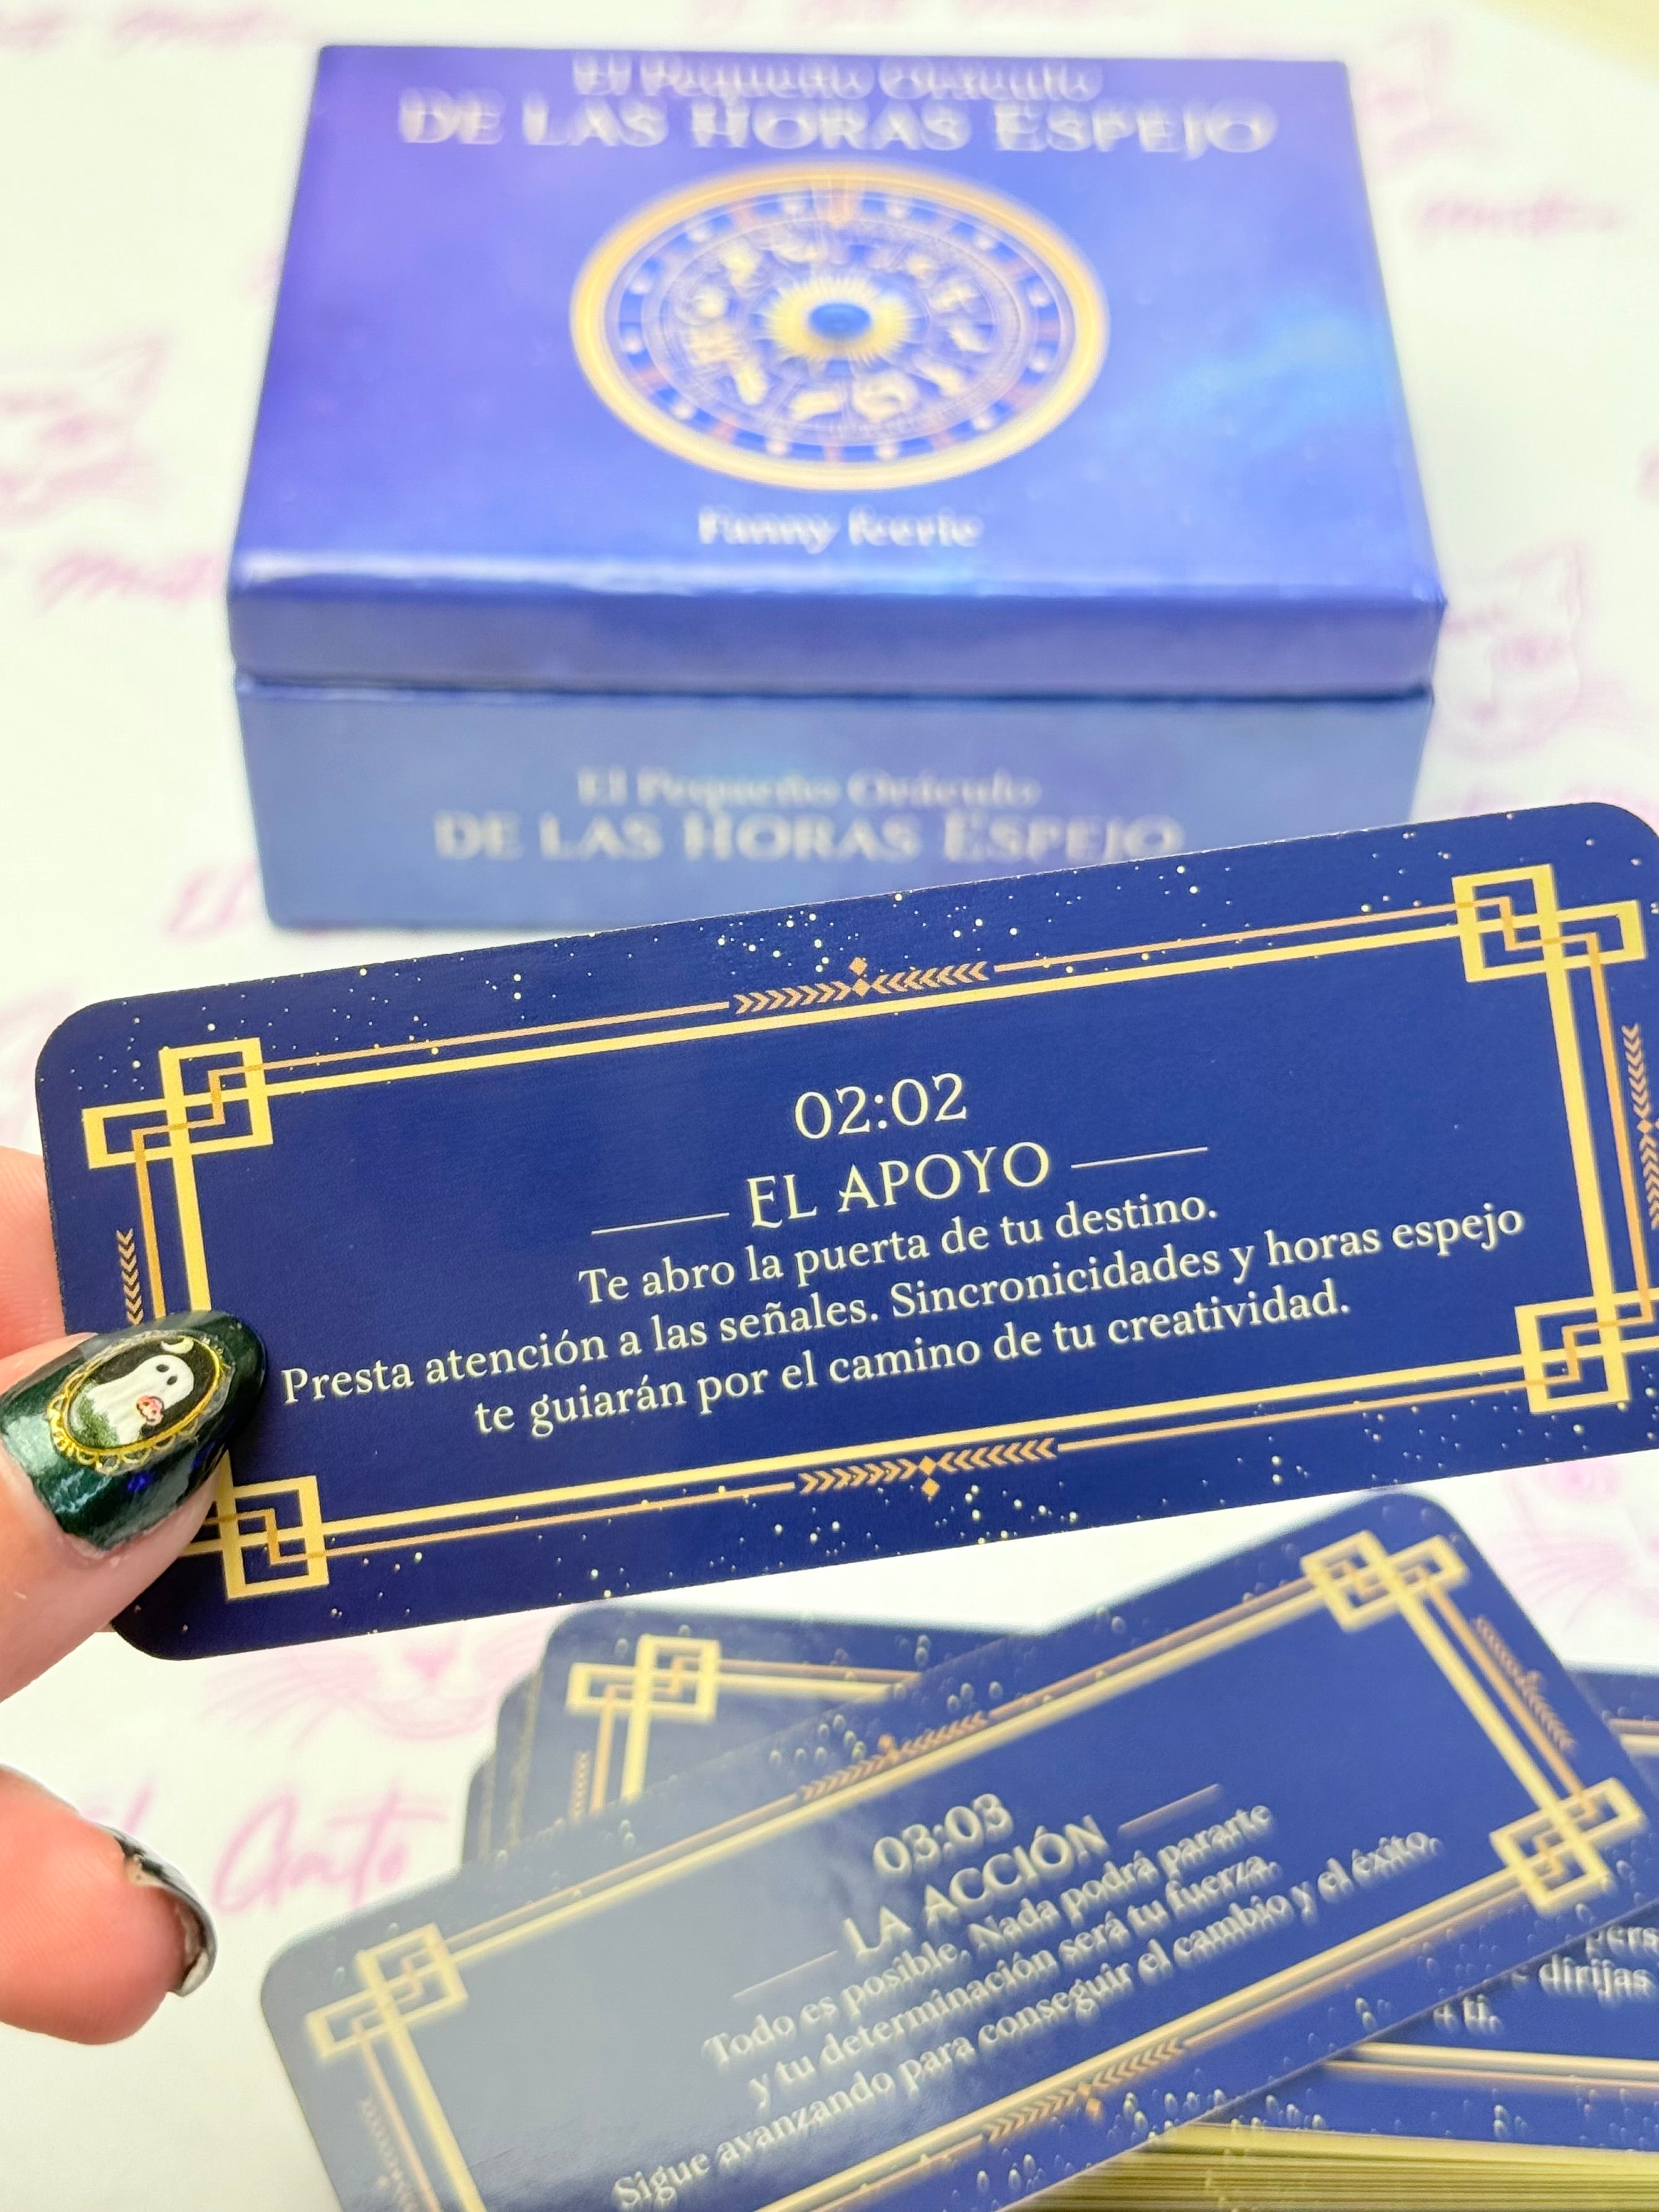 El Pequeño Oráculo
DE LAS HORAS ESPEJO
Fanny féerie
El Pequeño Oráculo
DE LAS HORAS ESPEJO
02:02
EL APOYO
Te abro la puerta de tu destino.
Presta atención a las señales. Sincronicidades y horas espejo
te guiarán por el camino de tu creatividad.
03:03
LA ACCIÓN
Todo es posible. Nada podrá pararte
y tu determinación será tu fuerza.
Sigue avanzando para conseguir el cambio y el éxito.
dirijas
a ti.